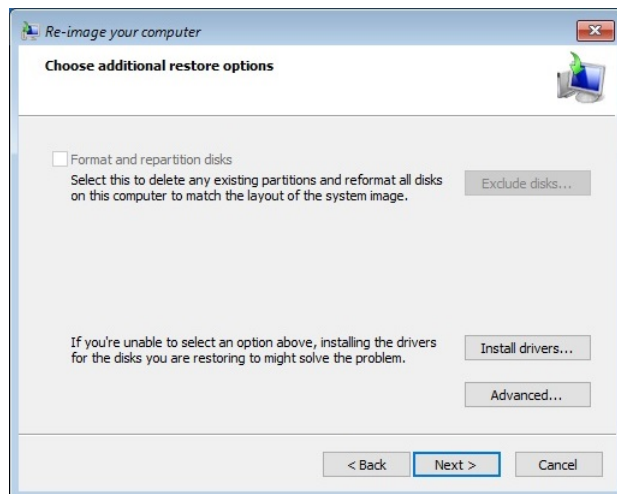 Re-image your computer
Choose additional restore options
Format and repartition disks
Select this to delete any existing partitions and reformat all disks
on this computer to match the layout of the system image.
Exclude disks...
If you're unable to select an option above, installing the drivers
for the disks you are restoring to might solve the problem.
Install drivers...
Advanced...
< Back
Next >
Cancel